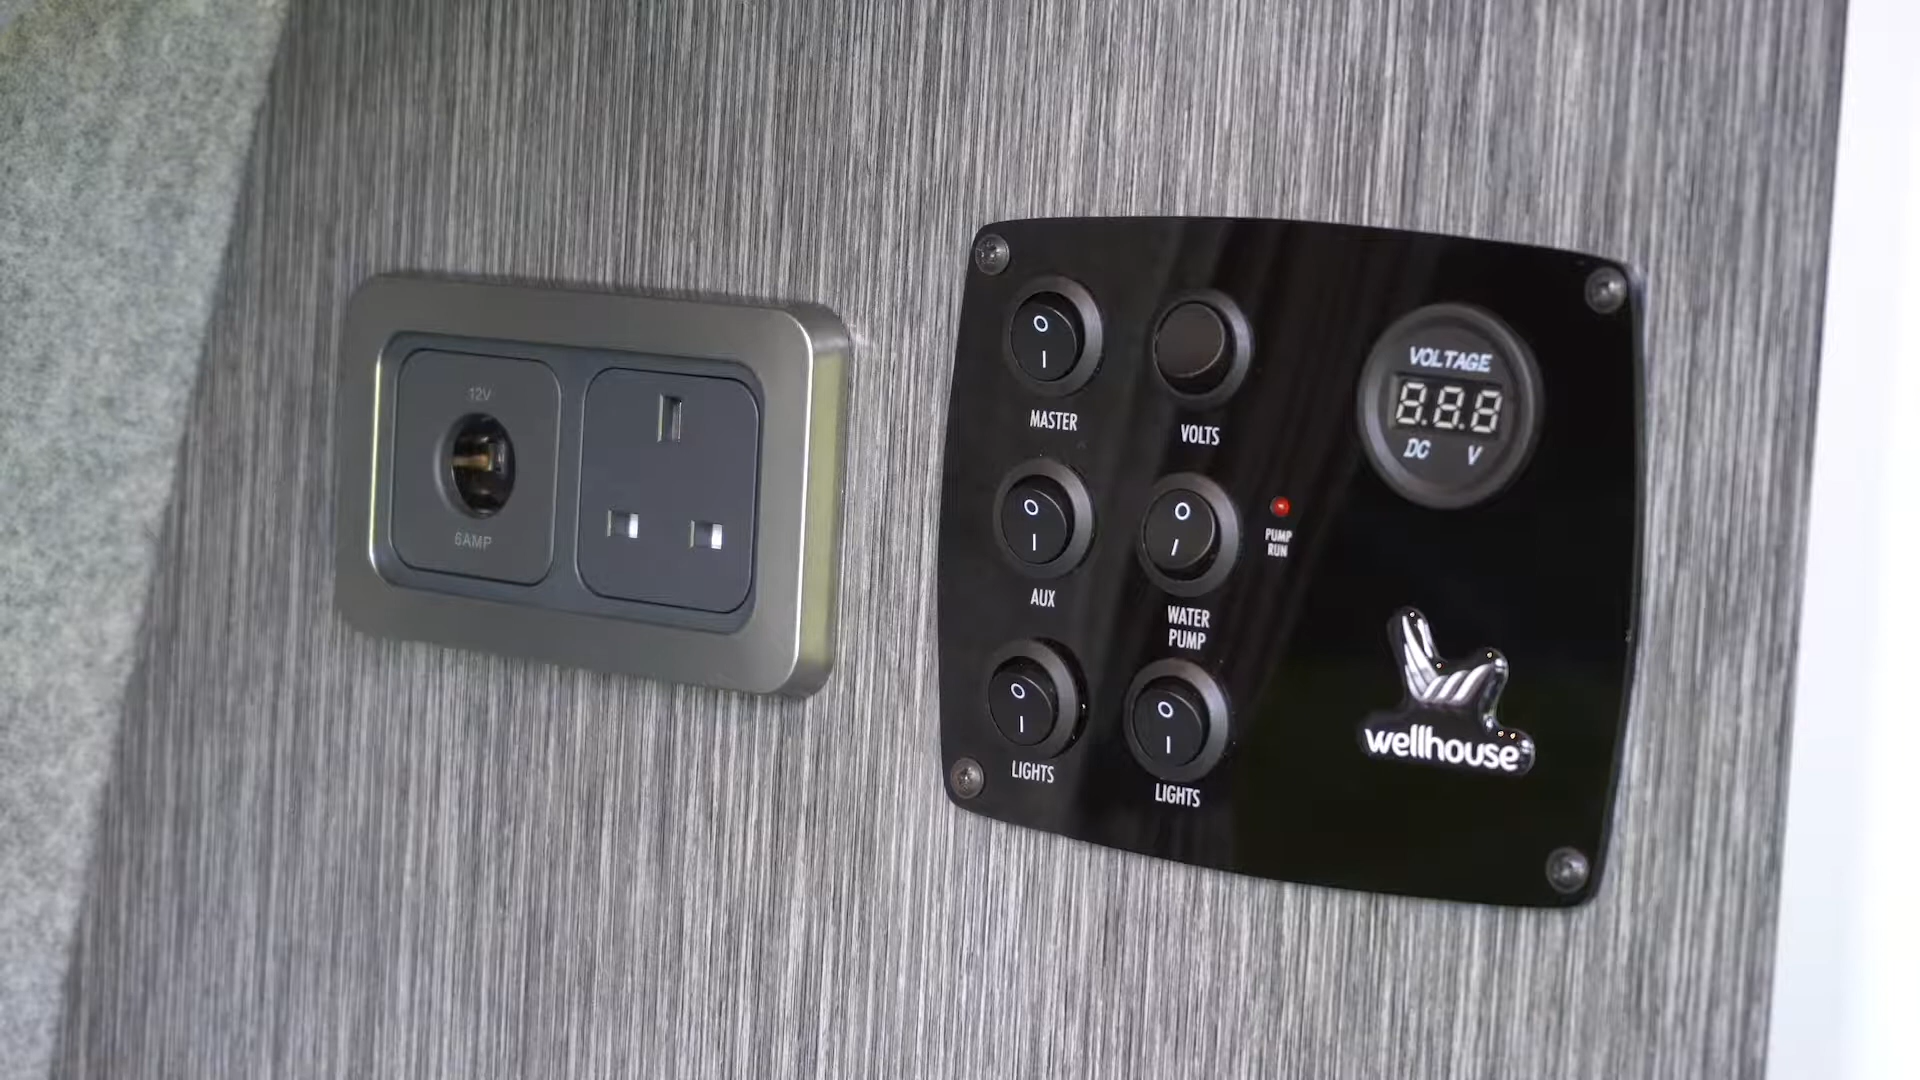 12V
6AMP
O
I
MASTER
VOLTS
VOLTAGE
8.8.8
DC V
O
I
AUX
O
I
WATER
PUMP
PUMP
RUN
O
I
LIGHTS
O
I
LIGHTS
wellhouse